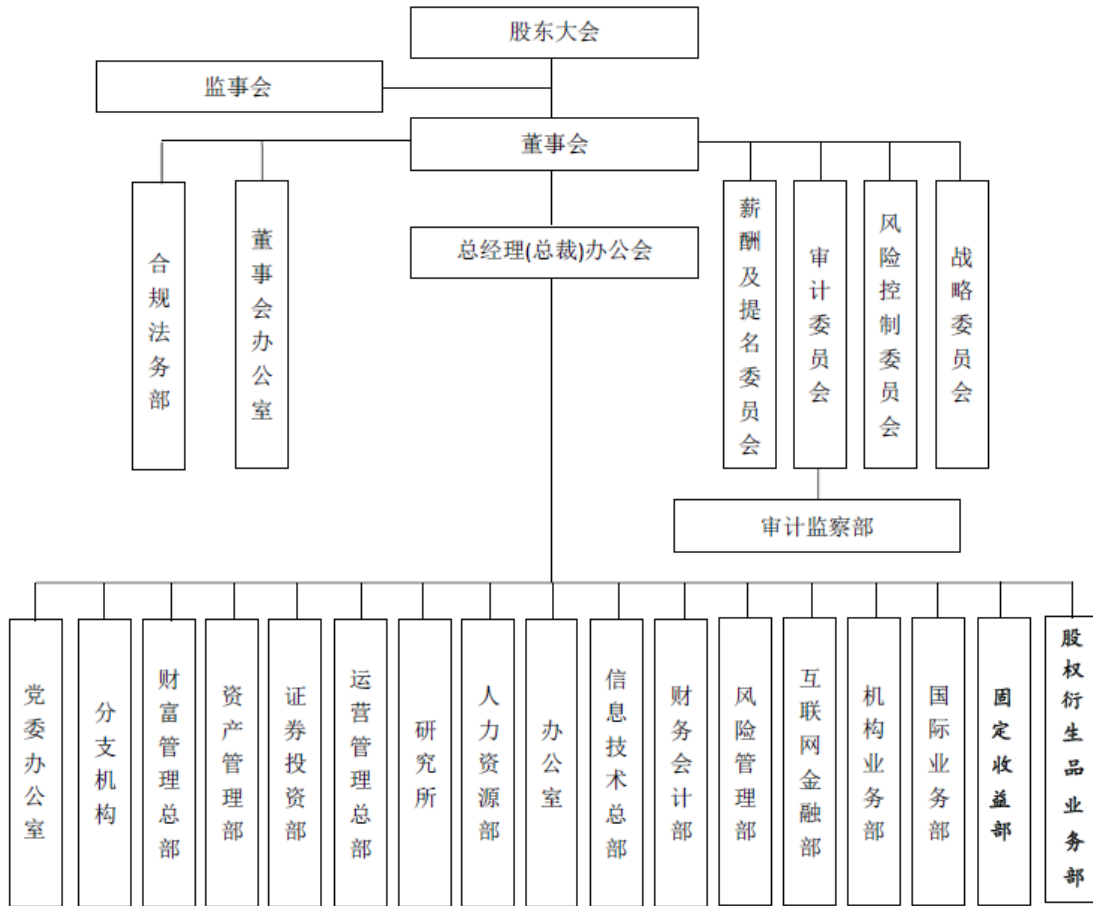 股东大会
监事会
董事会
总经理(总裁)办公会
合规法务部
董事会办公室
薪酬及提名委员会
审计委员会
风险控制委员会
战略委员会
审计监察部
党委办公室
分支机构
财富管理总部
资产管理部
证券投资部
运营管理总部
研究所
人力资源部
办公室
信息技术总部
财务会计部
风险管理部
互联网金融部
机构业务部
国际业务部
固定收益部
股权衍生品业务部